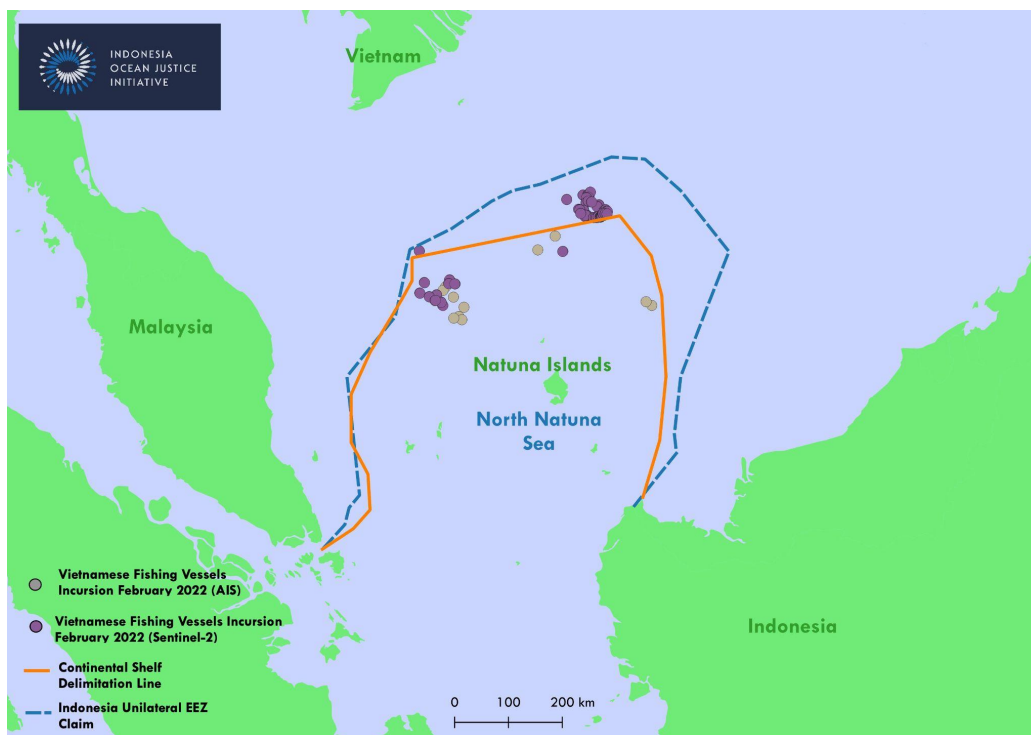 INDONESIA
OCEAN JUSTICE
INITIATIVE
Vietnam
Malaysia
Natuna Islands
North Natuna
Sea
Indonesia
Vietnamese Fishing Vessels
Incursion February 2022 (AIS)
Vietnamese Fishing Vessels Incursion
February 2022 (Sentinel-2)
Continental Shelf
Delimitation Line
Indonesia Unilateral EEZ
Claim
0 100 200 km